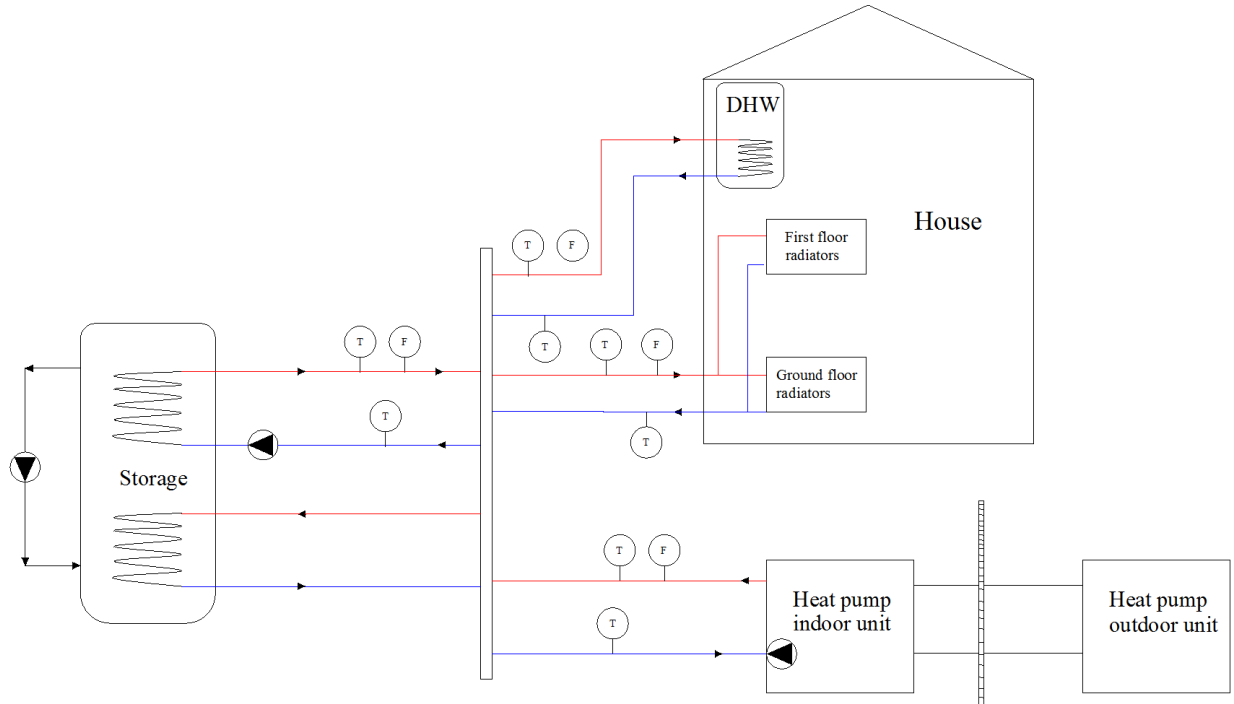 DHW
House
T
F
First floor
radiators
T
F
T
T
F
Ground floor
radiators
T
T
Storage
T
F
Heat pump
indoor unit
Heat pump
outdoor unit
T